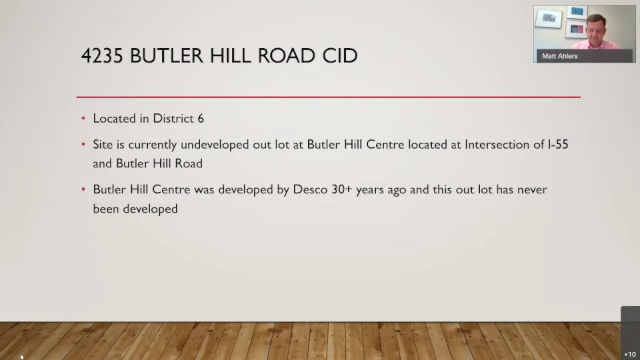 4235 BUTLER HILL ROAD CID
Matt Ahlers
• Located in District 6
• Site is currently undeveloped out lot at Butler Hill Centre located at Intersection of I-55
and Butler Hill Road
• Butler Hill Centre was developed by Desco 30+ years ago and this out lot has never
been developed
+10